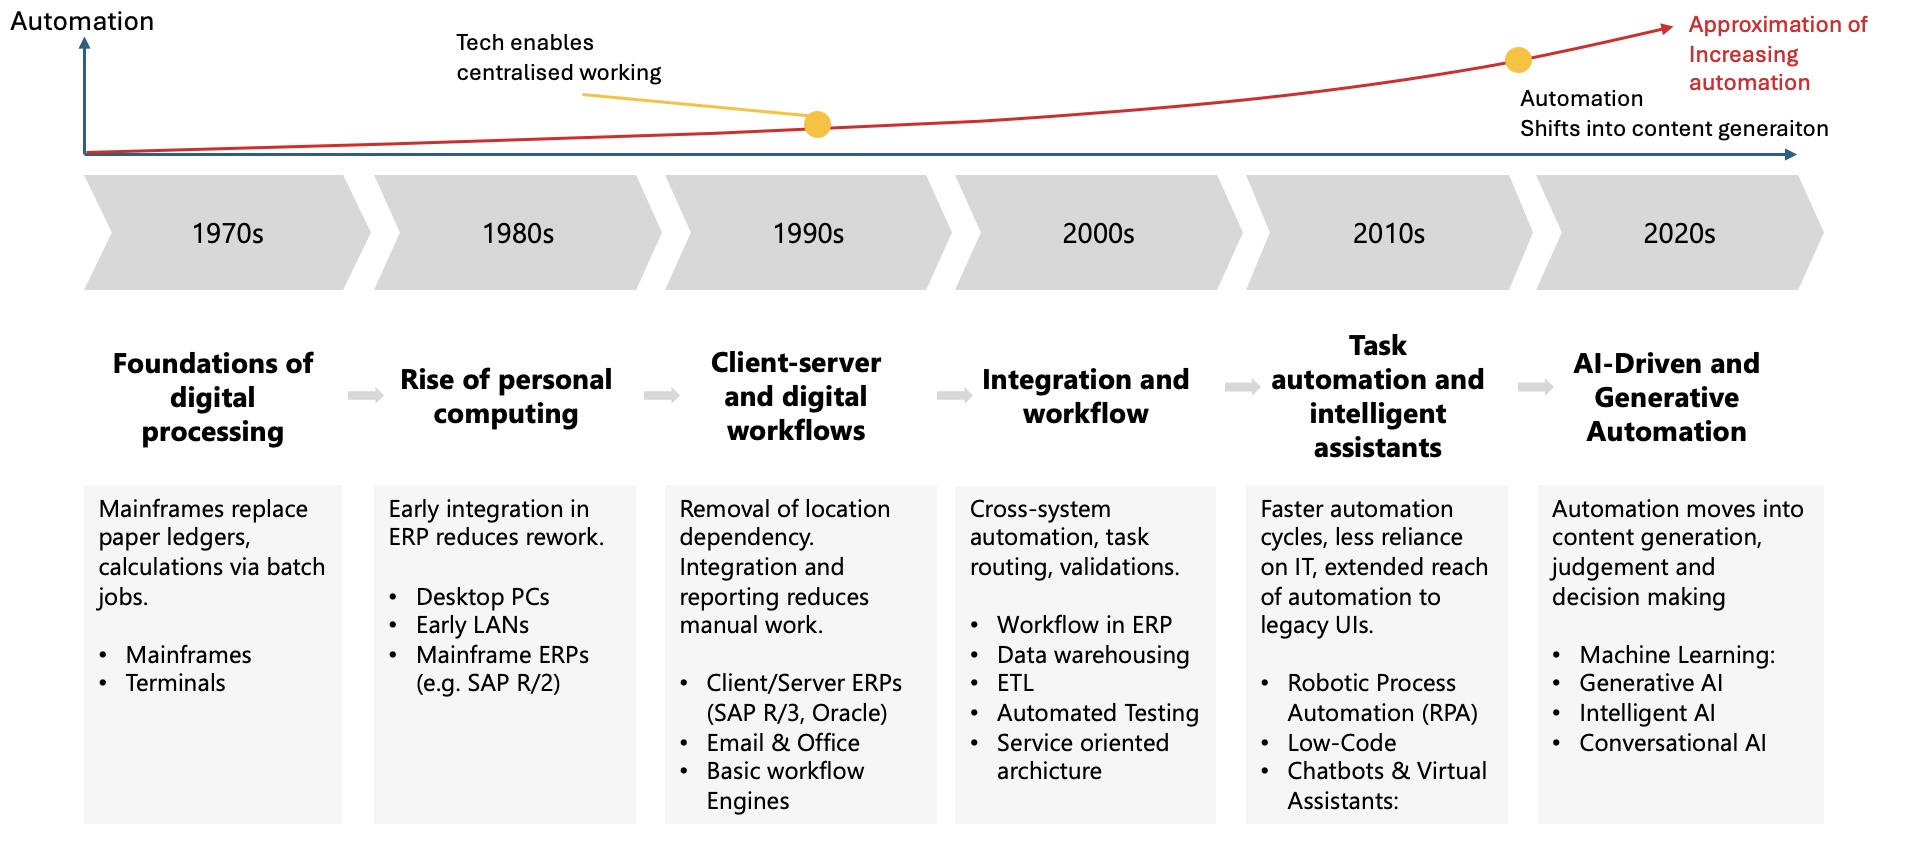 Automation
Tech enables
centralised working
Approximation of
Increasing
automation
Automation
Shifts into content generaiton
1970s
1980s
1990s
2000s
2010s
2020s
Foundations of
digital
processing
Rise of personal
computing
Client-server
and digital
workflows
Integration and
workflow
Task
automation and
intelligent
assistants
AI-Driven and
Generative
Automation
Mainframes replace
paper ledgers,
calculations via batch
jobs.
• Mainframes
• Terminals
Early integration in
ERP reduces rework.
• Desktop PCs
• Early LANs
• Mainframe ERPs
(e.g. SAP R/2)
Removal of location
dependency.
Integration and
reporting reduces
manual work.
• Client/Server ERPs
(SAP R/3, Oracle)
• Email & Office
• Basic workflow
Engines
Cross-system
automation, task
routing, validations.
• Workflow in ERP
• Data warehousing
• ETL
• Automated Testing
• Service oriented
archicture
Faster automation
cycles, less reliance
on IT, extended reach
of automation to
legacy UIs.
• Robotic Process
Automation (RPA)
• Low-Code
• Chatbots & Virtual
Assistants:
Automation moves into
content generation,
judgement and
decision making
• Machine Learning:
• Generative AI
• Intelligent AI
• Conversational AI